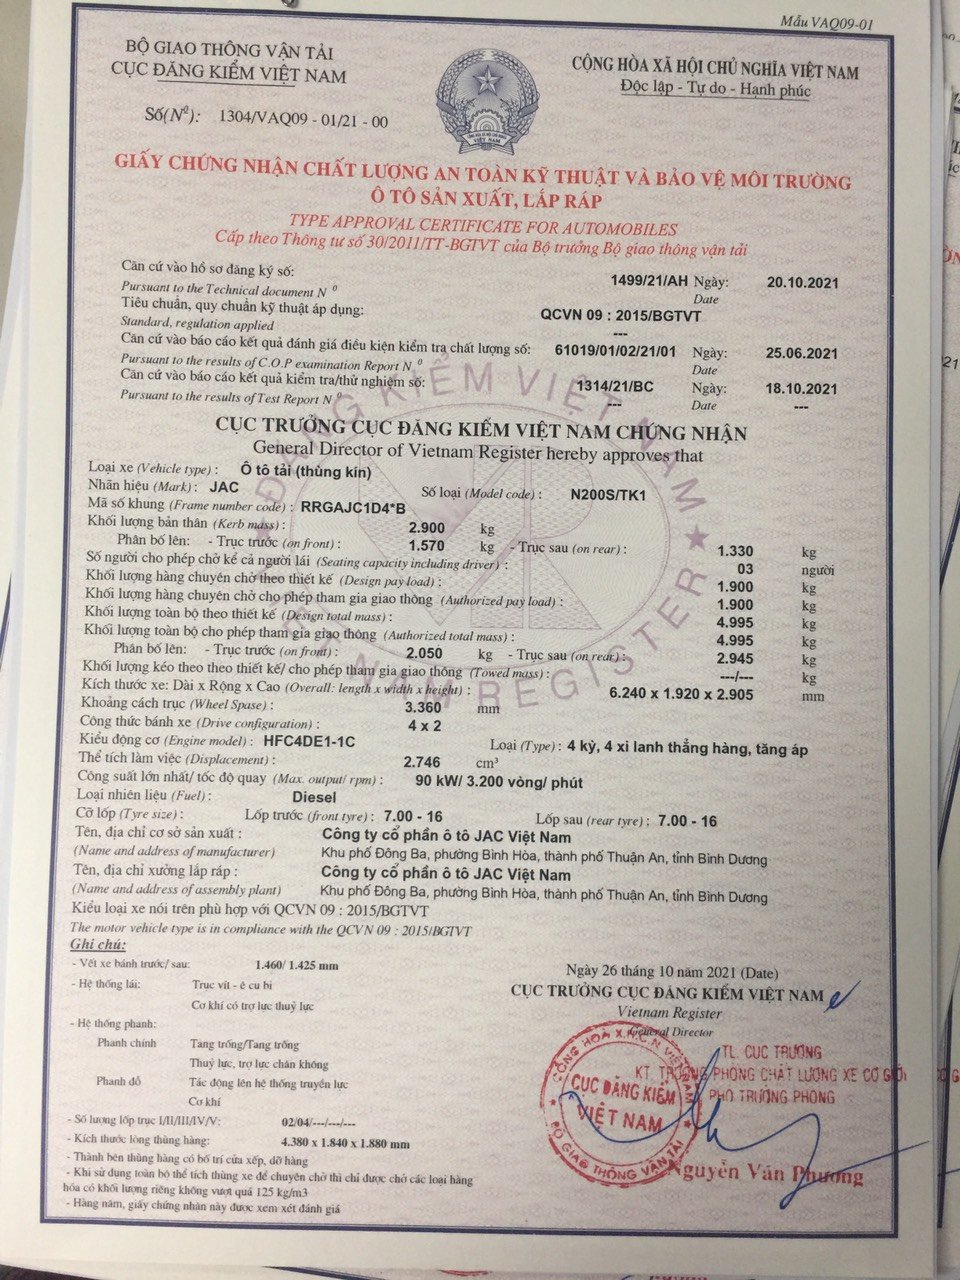 Mẫu VAQ09-01
BỘ GIAO THÔNG VẬN TẢI
CỤC ĐĂNG KIỂM VIỆT NAM
CỘNG HÒA XÃ HỘI CHỦ NGHĨA VIỆT NAM
Độc lập - Tự do - Hạnh phúc
Số(Nº): 1304/VAQ09 - 01/21 - 00
VIỆT NAM
GIẤY CHỨNG NHẬN CHẤT LƯỢNG AN TOÀN KỸ THUẬT VÀ BẢO VỆ MÔI TRƯỜNG
Ô TÔ SẢN XUẤT, LẮP RÁP
TYPE APPROVAL CERTIFICATE FOR AUTOMOBILES
Cấp theo Thông tư số 30/2011/TT-BGTVT của Bộ trưởng Bộ giao thông vận tải
Căn cứ vào hồ sơ đăng ký số: 1499/21/AH Ngày: 20.10.2021
Pursuant to the Technical document N º Date
Tiêu chuẩn, quy chuẩn kỹ thuật áp dụng: QCVN 09 : 2015/BGTVT
Standard, regulation applied ---
Căn cứ vào báo cáo kết quả đánh giá điều kiện kiểm tra chất lượng số: 61019/01/02/21/01 Ngày: 25.06.2021
Pursuant to the results of C.O.P examination Report N º Date
Căn cứ vào báo cáo kết quả kiểm tra/thử nghiệm số: 1314/21/BC Ngày: 18.10.2021
Pursuant to the results of Test Report N º --- Date ---
ĐĂNG KIỂM VIỆT NAM
VIETNAM REGISTER
VR
CỤC TRƯỞNG CỤC ĐĂNG KIỂM VIỆT NAM CHỨNG NHẬN
General Director of Vietnam Register hereby approves that
Loại xe (Vehicle type) : Ô tô tải (thùng kín)
Nhãn hiệu (Mark) : JAC Số loại (Model code) : N200S/TK1
Mã số khung (Frame number code) : RRGAJC1D4*B
Khối lượng bản thân (Kerb mass) : 2.900 kg
Phân bố lên: - Trục trước (on front) : 1.570 kg - Trục sau (on rear) : 1.330 kg
Số người cho phép chở kể cả người lái (Seating capacity including driver) : 03 người
Khối lượng hàng chuyên chở theo thiết kế (Design pay load) : 1.900 kg
Khối lượng hàng chuyên chở cho phép tham gia giao thông (Authorized pay load) : 1.900 kg
Khối lượng toàn bộ theo thiết kế (Design total mass) : 4.995 kg
Khối lượng toàn bộ cho phép tham gia giao thông (Authorized total mass) : 4.995 kg
Phân bố lên: - Trục trước (on front) : 2.050 kg - Trục sau (on rear) : 2.945 kg
Khối lượng kéo theo theo thiết kế/ cho phép tham gia giao thông (Towed mass) : ---/--- kg
Kích thước xe: Dài x Rộng x Cao (Overall: length x width x height) : 6.240 x 1.920 x 2.905 mm
Khoảng cách trục (Wheel Spase) : 3.360 mm
Công thức bánh xe (Drive configuration) : 4 x 2
Kiểu động cơ (Engine model) : HFC4DE1-1C Loại (Type) : 4 kỳ, 4 xi lanh thẳng hàng, tăng áp
Thể tích làm việc (Displacement) : 2.746 cm³
Công suất lớn nhất/ tốc độ quay (Max. output/ rpm) : 90 kW/ 3.200 vòng/ phút
Loại nhiên liệu (Fuel) : Diesel
Cỡ lốp (Tyre size) : Lốp trước (front tyre) : 7.00 - 16 Lốp sau (rear tyre) : 7.00 - 16
Tên, địa chỉ cơ sở sản xuất : Công ty cổ phần ô tô JAC Việt Nam
(Name and address of manufacturer) Khu phố Đông Ba, phường Bình Hòa, thành phố Thuận An, tỉnh Bình Dương
Tên, địa chỉ xưởng lắp ráp : Công ty cổ phần ô tô JAC Việt Nam
(Name and address of assembly plant) Khu phố Đông Ba, phường Bình Hòa, thành phố Thuận An, tỉnh Bình Dương
Kiểu loại xe nói trên phù hợp với QCVN 09 : 2015/BGTVT
The motor vehicle type is in compliance with the QCVN 09 : 2015/BGTVT
Ghi chú:
- Vết xe bánh trước/ sau: 1.460/ 1.425 mm
- Hệ thống lái: Trục vít - ê cu bi
Cơ khí có trợ lực thuỷ lực
- Hệ thống phanh:
Phanh chính Tang trống/Tang trống
Thuỷ lực, trợ lực chân không
Phanh đỗ Tác động lên hệ thống truyền lực
Cơ khí
- Số lượng lốp trục I/II/III/IV/V: 02/04/---/---/---
- Kích thước lòng thùng hàng: 4.380 x 1.840 x 1.880 mm
- Thành bên thùng hàng có bố trí cửa xếp, dỡ hàng
- Khi sử dụng toàn bộ thể tích thùng xe để chuyên chở thì chỉ được chở các loại hàng
hóa có khối lượng riêng không vượt quá 125 kg/m3
- Hàng năm, giấy chứng nhận này được xem xét đánh giá
Ngày 26 tháng 10 năm 2021 (Date)
CỤC TRƯỞNG CỤC ĐĂNG KIỂM VIỆT NAM
Vietnam Register
General Director
TL. CỤC TRƯỞNG
KT. TRƯỞNG PHÒNG CHẤT LƯỢNG XE CƠ GIỚI
PHÓ TRƯỞNG PHÒNG
CỘNG HÒA X.H.C.N VIỆT NAM
CỤC ĐĂNG KIỂM
VIỆT NAM
BỘ GIAO THÔNG VẬN TẢI
Nguyễn Văn Phương